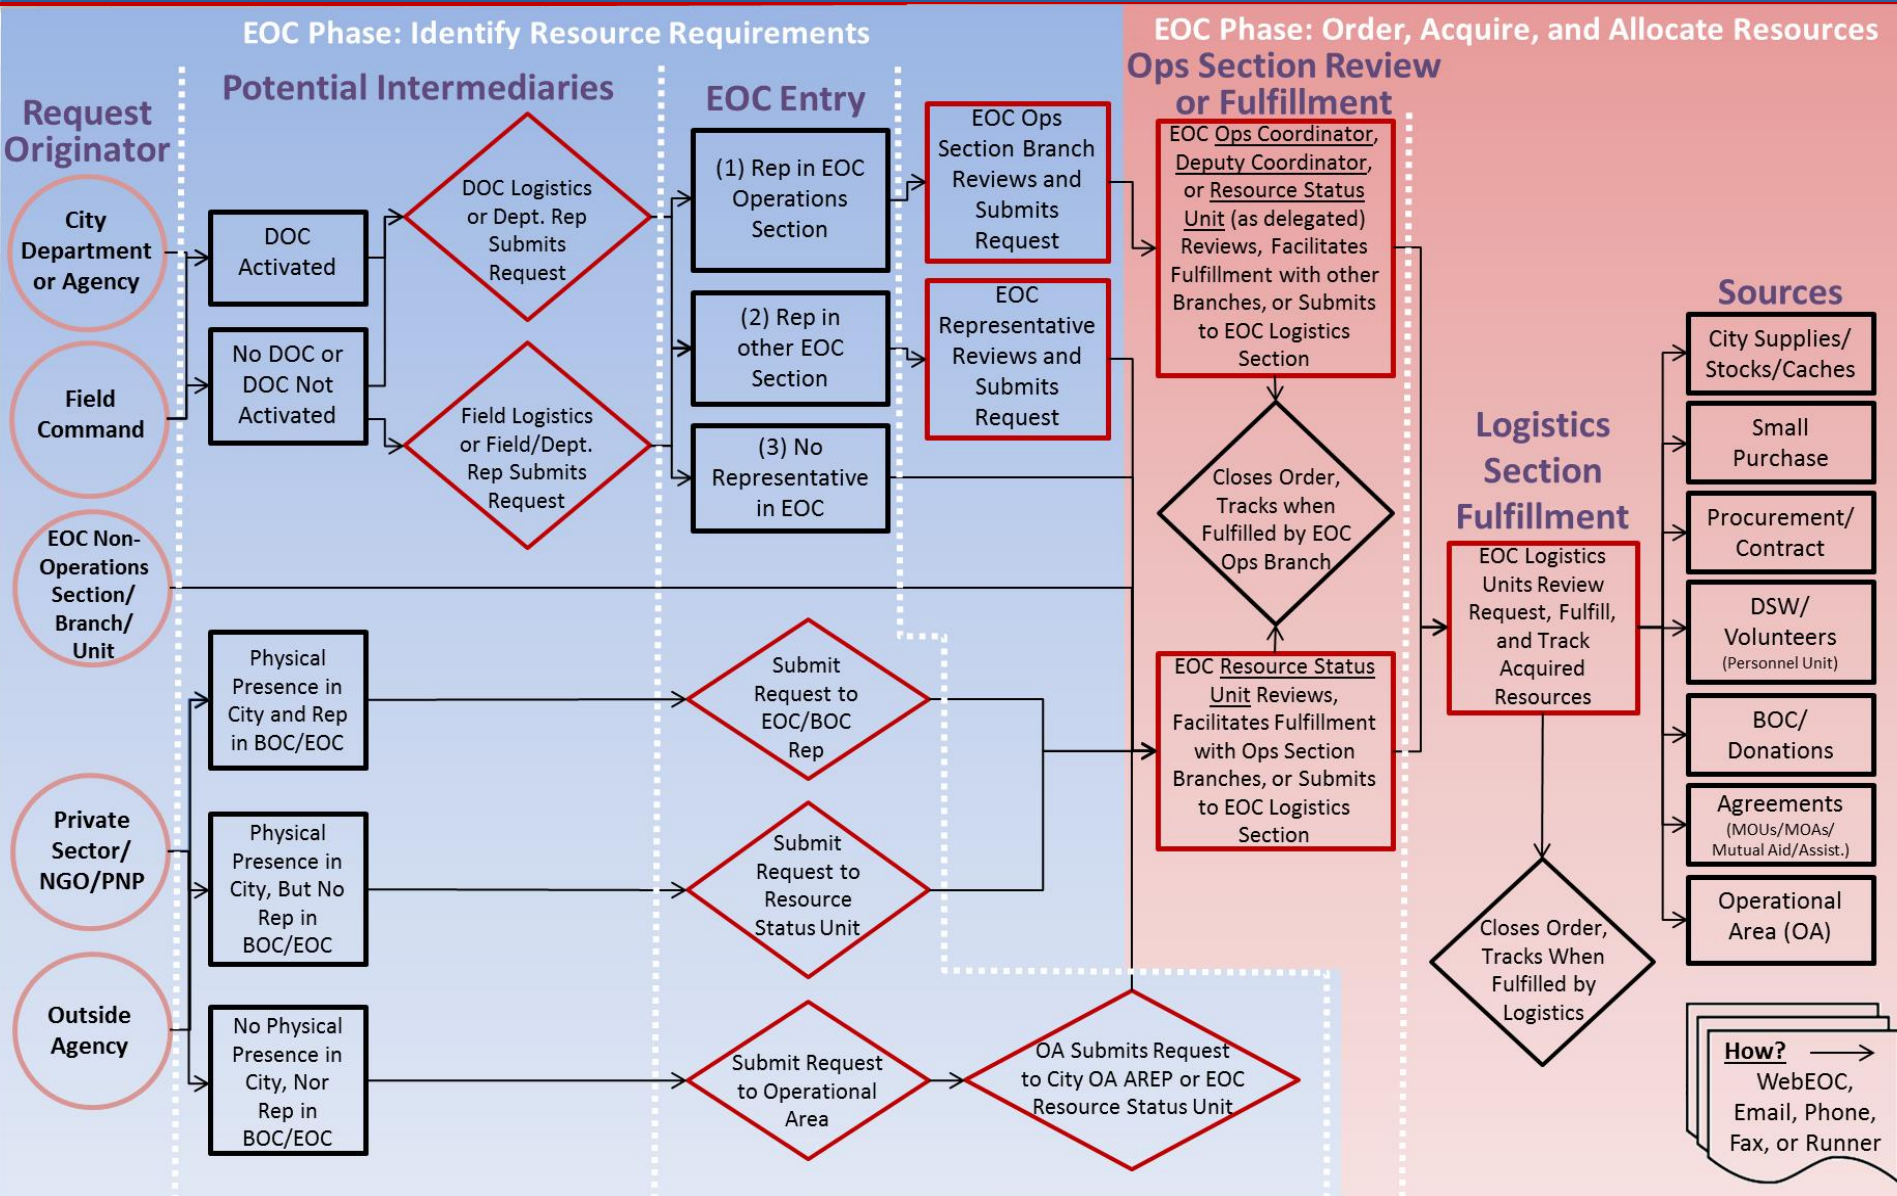 EOC Phase: Identify Resource Requirements
EOC Phase: Order, Acquire, and Allocate Resources
Request
Originator
Potential Intermediaries
EOC Entry
Ops Section Review
or Fulfillment
City
Department
or Agency
Field
Command
EOC Non-
Operations
Section/
Branch/
Unit
Private
Sector/
NGO/PNP
Outside
Agency
DOC
Activated
No DOC or
DOC Not
Activated
DOC Logistics
or Dept. Rep
Submits
Request
Field Logistics
or Field/Dept.
Rep Submits
Request
(1) Rep in EOC
Operations
Section
(2) Rep in
other EOC
Section
(3) No
Representative
in EOC
EOC Ops
Section Branch
Reviews and
Submits
Request
EOC
Representative
Reviews and
Submits
Request
Physical
Presence in
City and Rep
in BOC/EOC
Physical
Presence in
City, But No
Rep in
BOC/EOC
No Physical
Presence in
City, Nor
Rep in
BOC/EOC
Submit
Request to
EOC/BOC
Rep
Submit
Request to
Resource
Status Unit
Submit Request
to Operational
Area
OA Submits Request
to City OA AREP or EOC
Resource Status Unit
EOC Ops Coordinator,
Deputy Coordinator,
or Resource Status
Unit (as delegated)
Reviews, Facilitates
Fulfillment with other
Branches, or Submits
to EOC Logistics
Section
Closes Order,
Tracks when
Fulfilled by EOC
Ops Branch
EOC Resource Status
Unit Reviews,
Facilitates Fulfillment
with Ops Section
Branches, or Submits
to EOC Logistics
Section
Logistics
Section
Fulfillment
EOC Logistics
Units Review
Request, Fulfill,
and Track
Acquired
Resources
Closes Order,
Tracks When
Fulfilled by
Logistics
Sources
City Supplies/
Stocks/Caches
Small
Purchase
Procurement/
Contract
DSW/
Volunteers
(Personnel Unit)
BOC/
Donations
Agreements
(MOUs/MOAs/
Mutual Aid/Assist.)
Operational
Area (OA)
How?
WebEOC,
Email, Phone,
Fax, or Runner